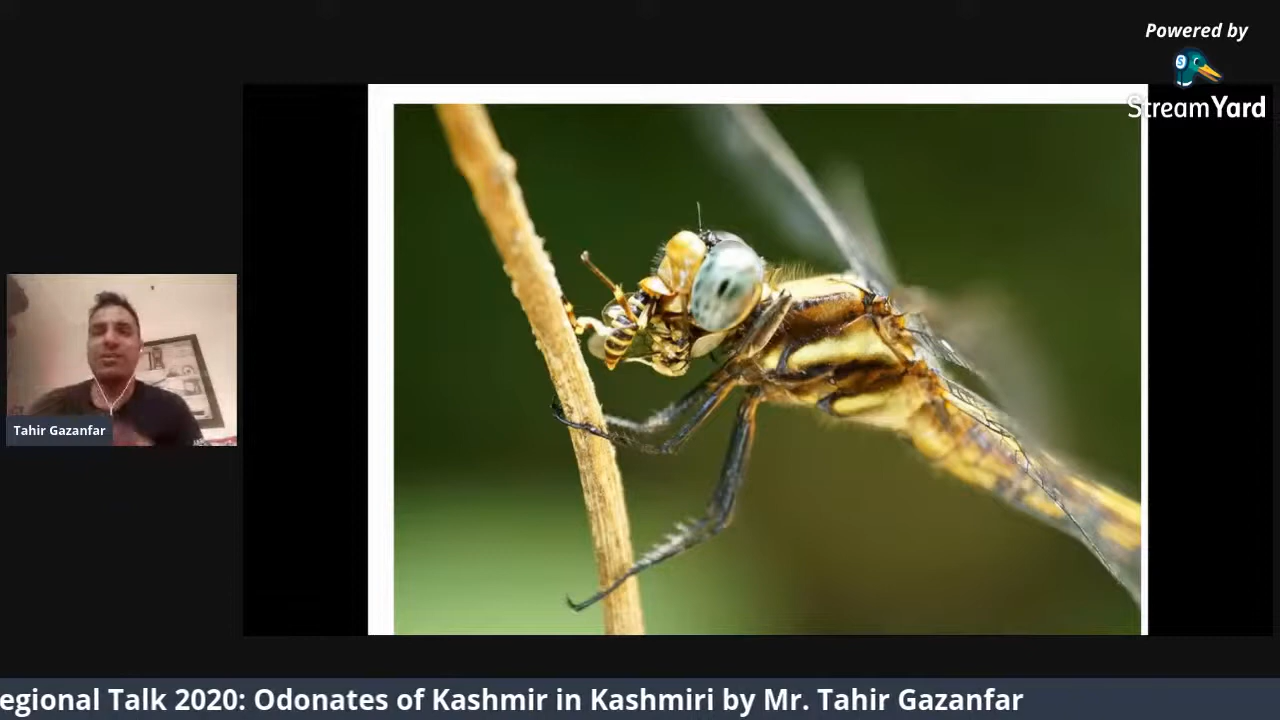 Powered by
StreamYard
Tahir Gazanfar
egional Talk 2020: Odonates of Kashmir in Kashmiri by Mr. Tahir Gazanfar